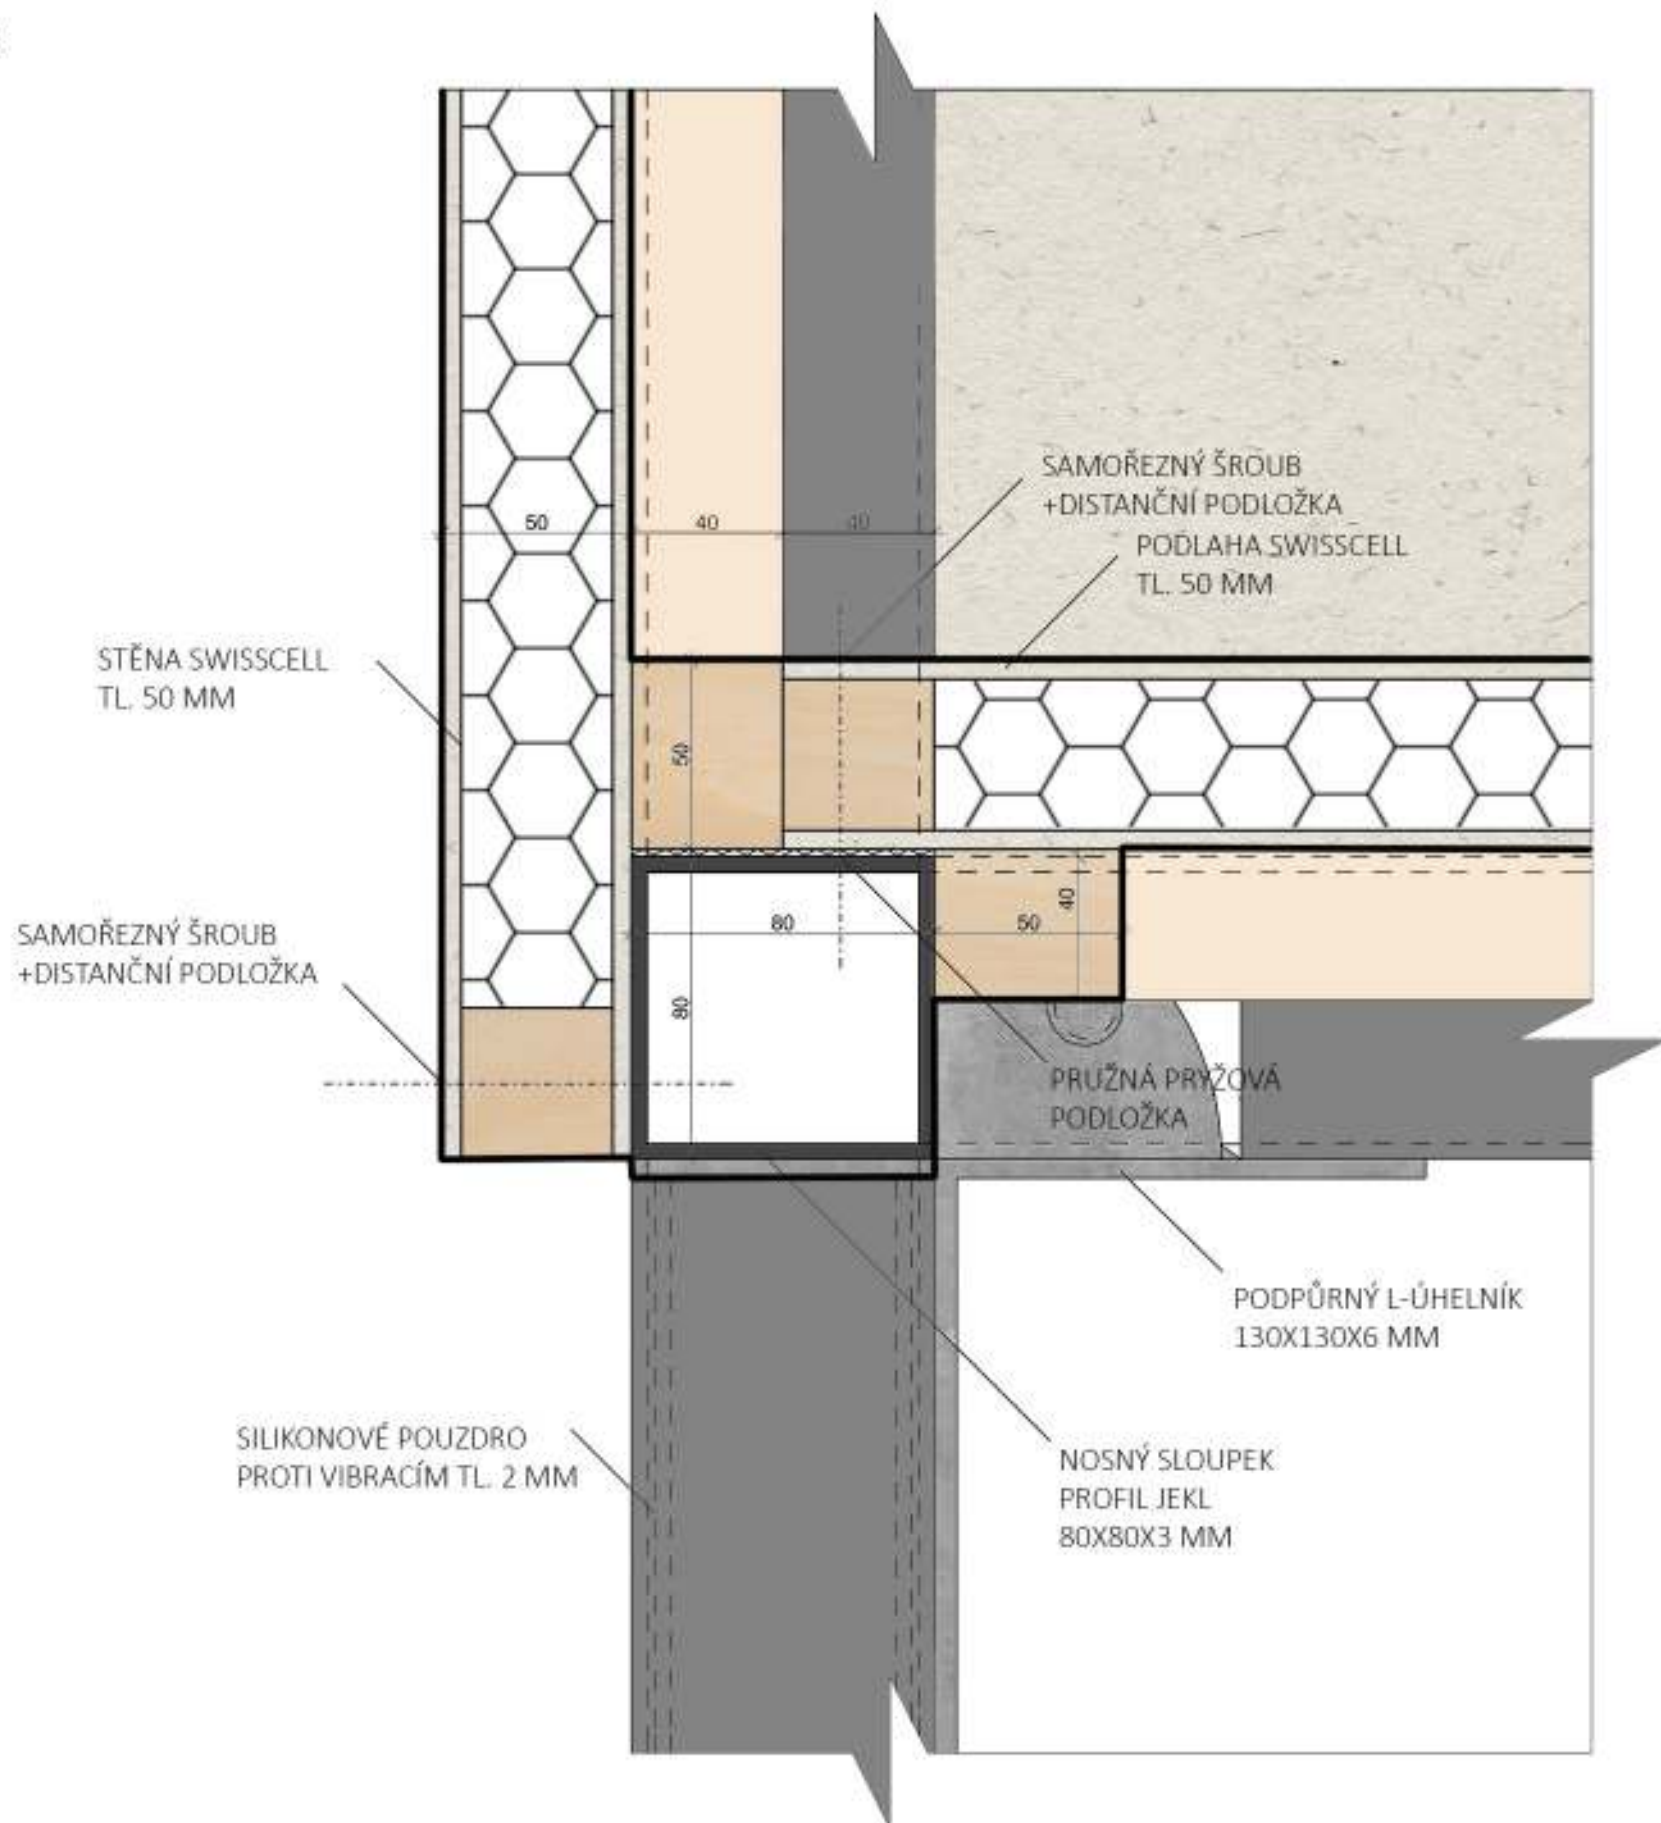 SAMOŘEZNÝ ŠROUB
+DISTANČNÍ PODLOŽKA
50
40
40
PODLAHA SWISSCELL
TL. 50 MM
STĚNA SWISSCELL
TL. 50 MM
50
SAMOŘEZNÝ ŠROUB
+DISTANČNÍ PODLOŽKA
80
50
40
80
PRUŽNÁ PRYŽOVÁ
PODLOŽKA
PODPŮRNÝ L-ÚHELNÍK
130X130X6 MM
SILIKONOVÉ POUZDRO
PROTI VIBRACÍM TL. 2 MM
NOSNÝ SLOUPEK
PROFIL JEKL
80X80X3 MM